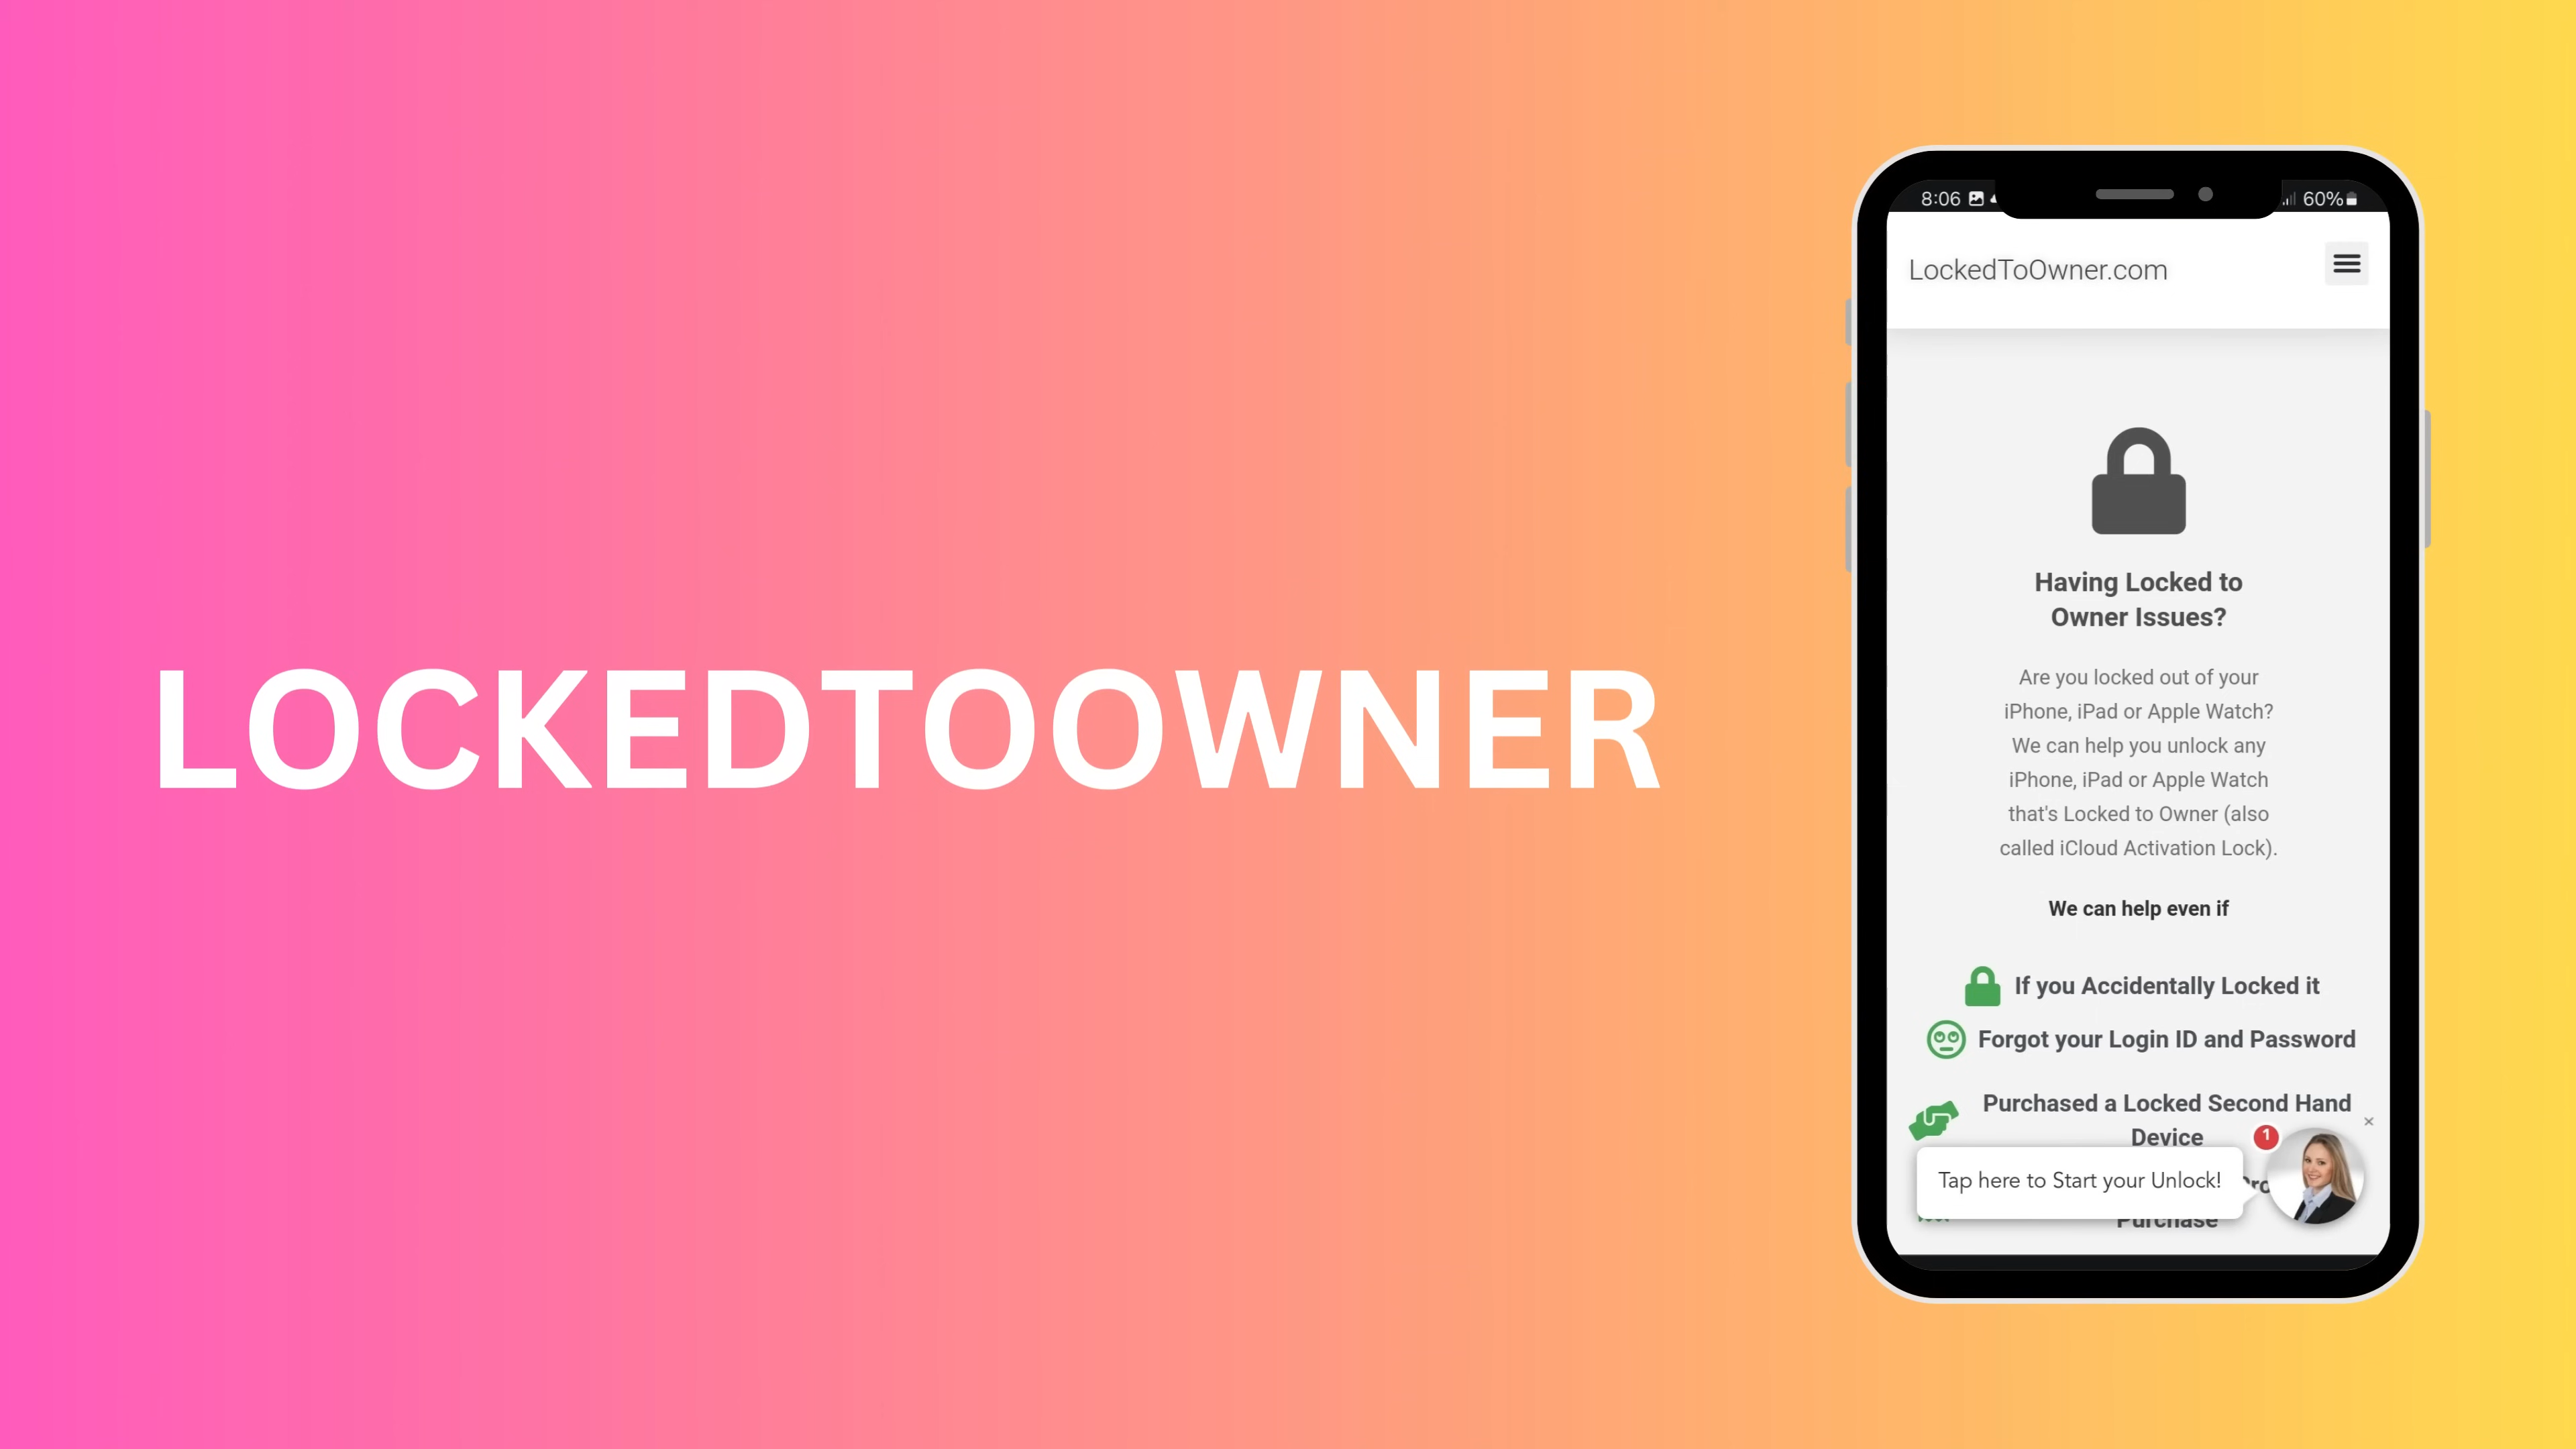 LOCKEDTOOWNER
8:06
60%
LockedToOwner.com
Having Locked to
Owner Issues?
Are you locked out of your
iPhone, iPad or Apple Watch?
We can help you unlock any
iPhone, iPad or Apple Watch
that's Locked to Owner (also
called iCloud Activation Lock).
We can help even if
If you Accidentally Locked it
Forgot your Login ID and Password
Purchased a Locked Second Hand
Device
1
Tap here to Start your Unlock!
Purchase